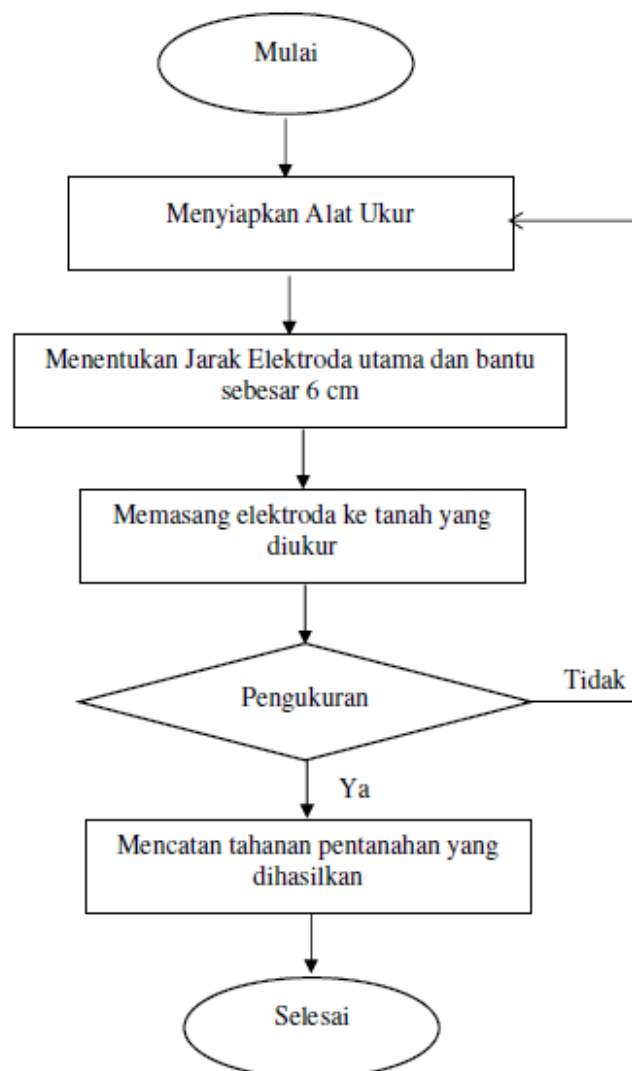 Mulai
Menyiapkan Alat Ukur
Menentukan Jarak Elektroda utama dan bantu
sebesar 6 cm
Memasang elektroda ke tanah yang
diukur
Pengukuran
Tidak
Ya
Mencatan tahanan pentanahan yang
dihasilkan
Selesai